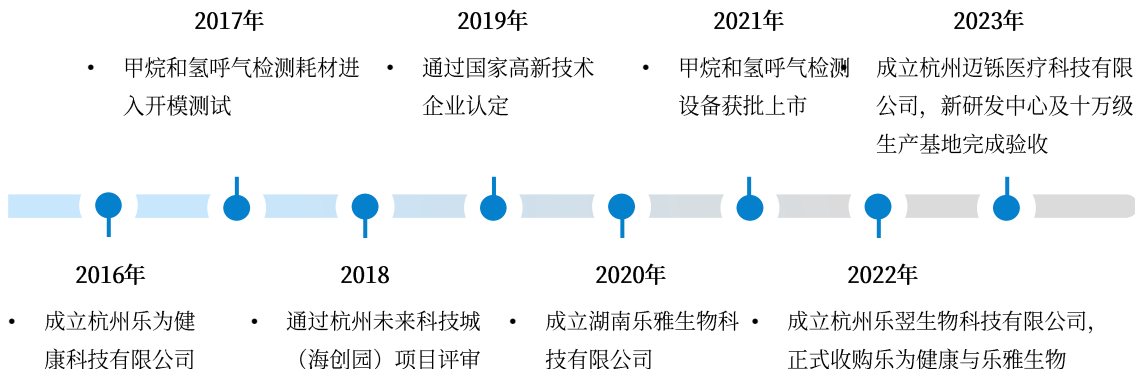 2017年
• 甲烷和氢呼气检测耗材进
入开模测试
2019年
• 通过国家高新技术
企业认定
2021年
• 甲烷和氢呼气检测
设备获批上市
2023年
• 成立杭州迈铄医疗科技有限
公司，新研发中心及十万级
生产基地完成验收
2016年
• 成立杭州乐为健
康科技有限公司
2018
• 通过杭州未来科技城
（海创园）项目评审
2020年
• 成立湖南乐雅生物科
技有限公司
2022年
• 成立杭州乐翌生物科技有限公司，
正式收购乐为健康与乐雅生物